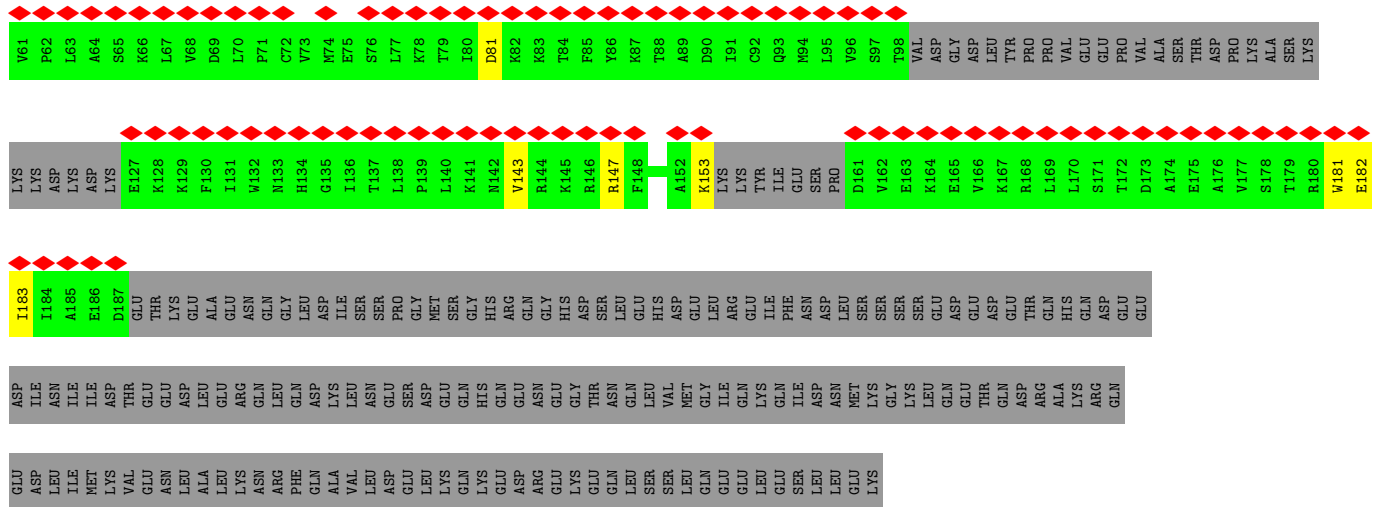 V61 P62 L63 A64 S65 K66 L67 V68 D69 L70 P71 C72 V73 M74 E75 S76 L77 K78 T79 I80 D81 K82 K83 T84 F85 Y86 K87 T88 A89 D90 I91 C92 Q93 M94 L95 V96 S97 T98 VAL ASP GLY ASP LEU TYR PRO PRO VAL GLU GLU PRO VAL ALA SER THR ASP PRO LYS ALA SER LYS
LYS LYS ASP LYS ASP LYS E127 K128 K129 F130 I131 W132 N133 H134 G135 I136 T137 L138 P139 L140 K141 N142 V143 R144 K145 R146 R147 F148 A152 K153 LYS LYS TYR ILE GLU SER PRO D161 V162 E163 K164 E165 V166 K167 R168 L169 L170 S171 T172 D173 A174 E175 A176 V177 S178 T179 R180 W181 E182
I183 I184 A185 E186 D187 GLU THR LYS GLU ALA GLU ASN GLN GLY LEU ASP ILE SER SER PRO GLY MET SER GLY HIS ARG GLN GLY HIS ASP SER LEU GLU HIS ASP GLU LEU ARG GLU ILE PHE ASN ASP LEU SER SER SER SER GLU ASP GLU ASP GLU THR GLN HIS GLN ASP GLU GLU
ASP ILE ASN ILE ILE ASP THR GLU GLU ASP LEU GLU ARG GLN LEU GLN ASP LYS LEU ASN GLU SER ASP GLU GLN HIS GLN GLU ASN GLU GLY THR ASN GLN LEU VAL MET GLY ILE GLN LYS GLN ILE ASP ASN MET LYS GLY LYS LEU GLN GLU THR GLN ASP ARG ALA LYS ARG GLN
GLU ASP LEU ILE MET LYS VAL GLU ASN LEU ALA LEU LYS ASN ARG PHE GLN ALA VAL LEU ASP GLU LEU LYS GLN LYS GLU ASP ARG GLU LYS GLU GLN LEU SER SER LEU GLN GLU GLU LEU GLU SER LEU LEU GLU LYS